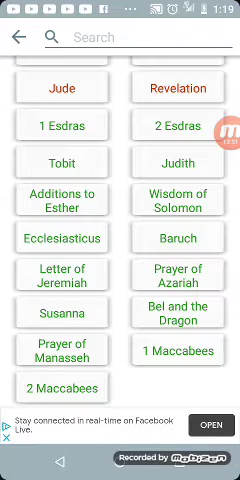 1:19
Search
Jude
Revelation
1 Esdras
2 Esdras
Tobit
Judith
Additions to
Esther
Wisdom of
Solomon
Ecclesiasticus
Baruch
Letter of
Jeremiah
Prayer of
Azariah
Susanna
Bel and the
Dragon
Prayer of
Manasseh
1 Maccabees
2 Maccabees
Stay connected in real-time on Facebook
Live.
OPEN
Recorded by mobizen